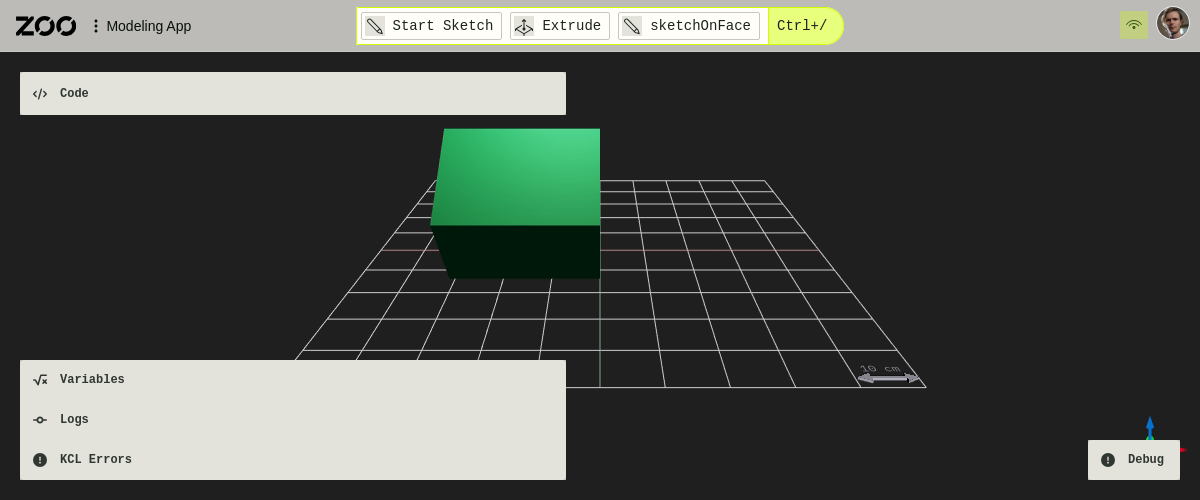 ZOO
Modeling App
Start Sketch
Extrude
sketchOnFace
Ctrl+/
Code
10 cm
Variables
Logs
KCL Errors
Debug